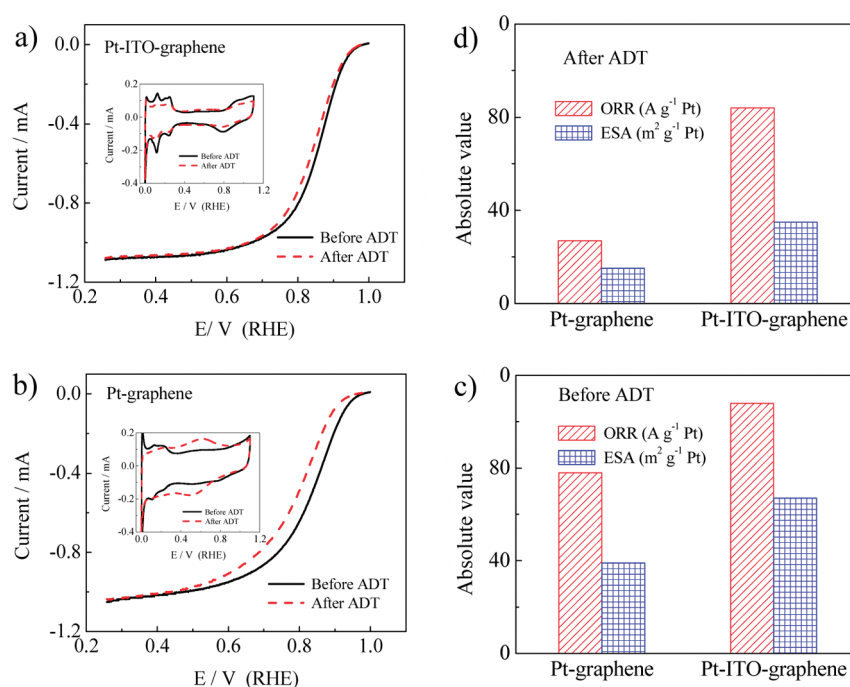 a)
Pt-ITO-graphene
0.0
-0.4
-0.8
-1.2
Current / mA
0.2
0.4
0.6
0.8
1.0
E/ V (RHE)
Before ADT
After ADT
0.2
0.0
-0.2
-0.4
Current / mA
0.0
0.4
0.8
1.2
E / V (RHE)
Before ADT
After ADT
d)
After ADT
ORR (A g⁻¹ Pt)
ESA (m² g⁻¹ Pt)
0
80
40
0
Absolute value
Pt-graphene
Pt-ITO-graphene
b)
Pt-graphene
0.0
-0.4
-0.8
-1.2
Current / mA
0.2
0.4
0.6
0.8
1.0
E / V (RHE)
Before ADT
After ADT
0.2
0.0
-0.2
-0.4
Current / mA
0.0
0.4
0.8
1.2
E / V (RHE)
Before ADT
After ADT
c)
Before ADT
ORR (A g⁻¹ Pt)
ESA (m² g⁻¹ Pt)
0
80
40
0
Absolute value
Pt-graphene
Pt-ITO-graphene